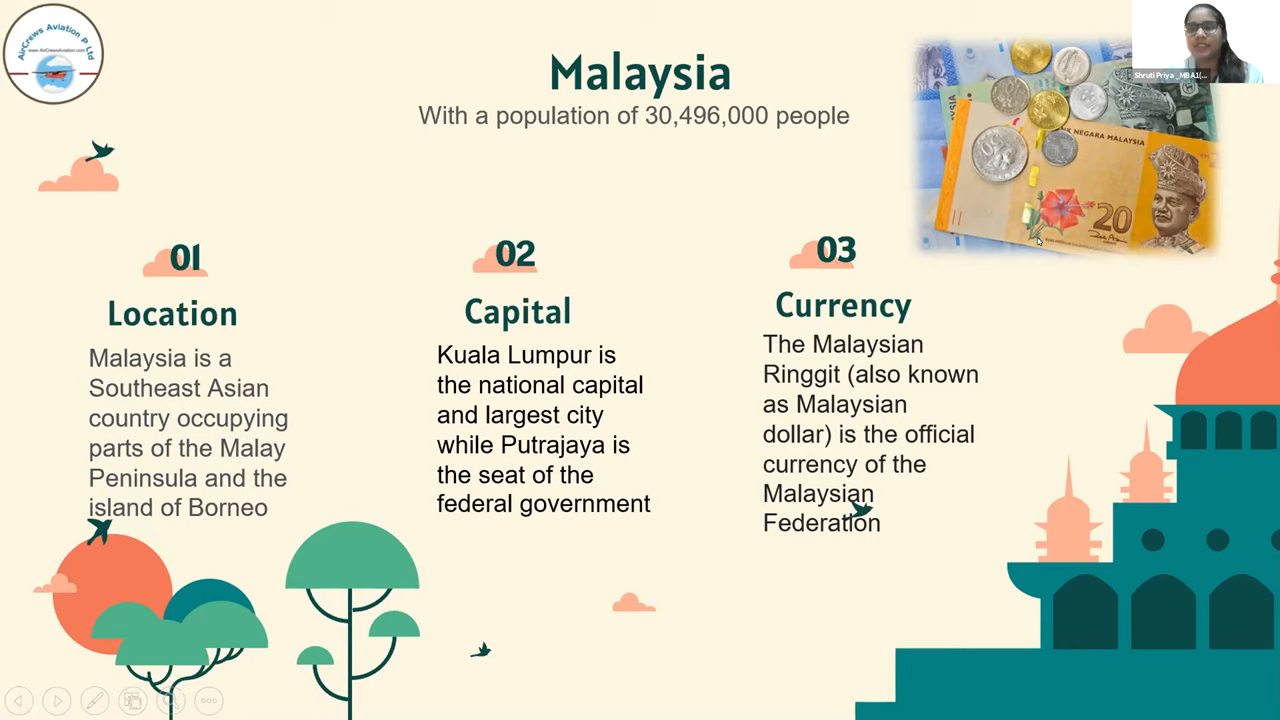 AirCrews Aviation P Ltd
www.AirCrewsAviation.com
Malaysia
With a population of 30,496,000 people
Shruti Priya _MBA1(...
NEGARA MALAYSIA
20
01
Location
Malaysia is a
Southeast Asian
country occupying
parts of the Malay
Peninsula and the
island of Borneo
02
Capital
Kuala Lumpur is
the national capital
and largest city
while Putrajaya is
the seat of the
federal government
03
Currency
The Malaysian
Ringgit (also known
as Malaysian
dollar) is the official
currency of the
Malaysian
Federation